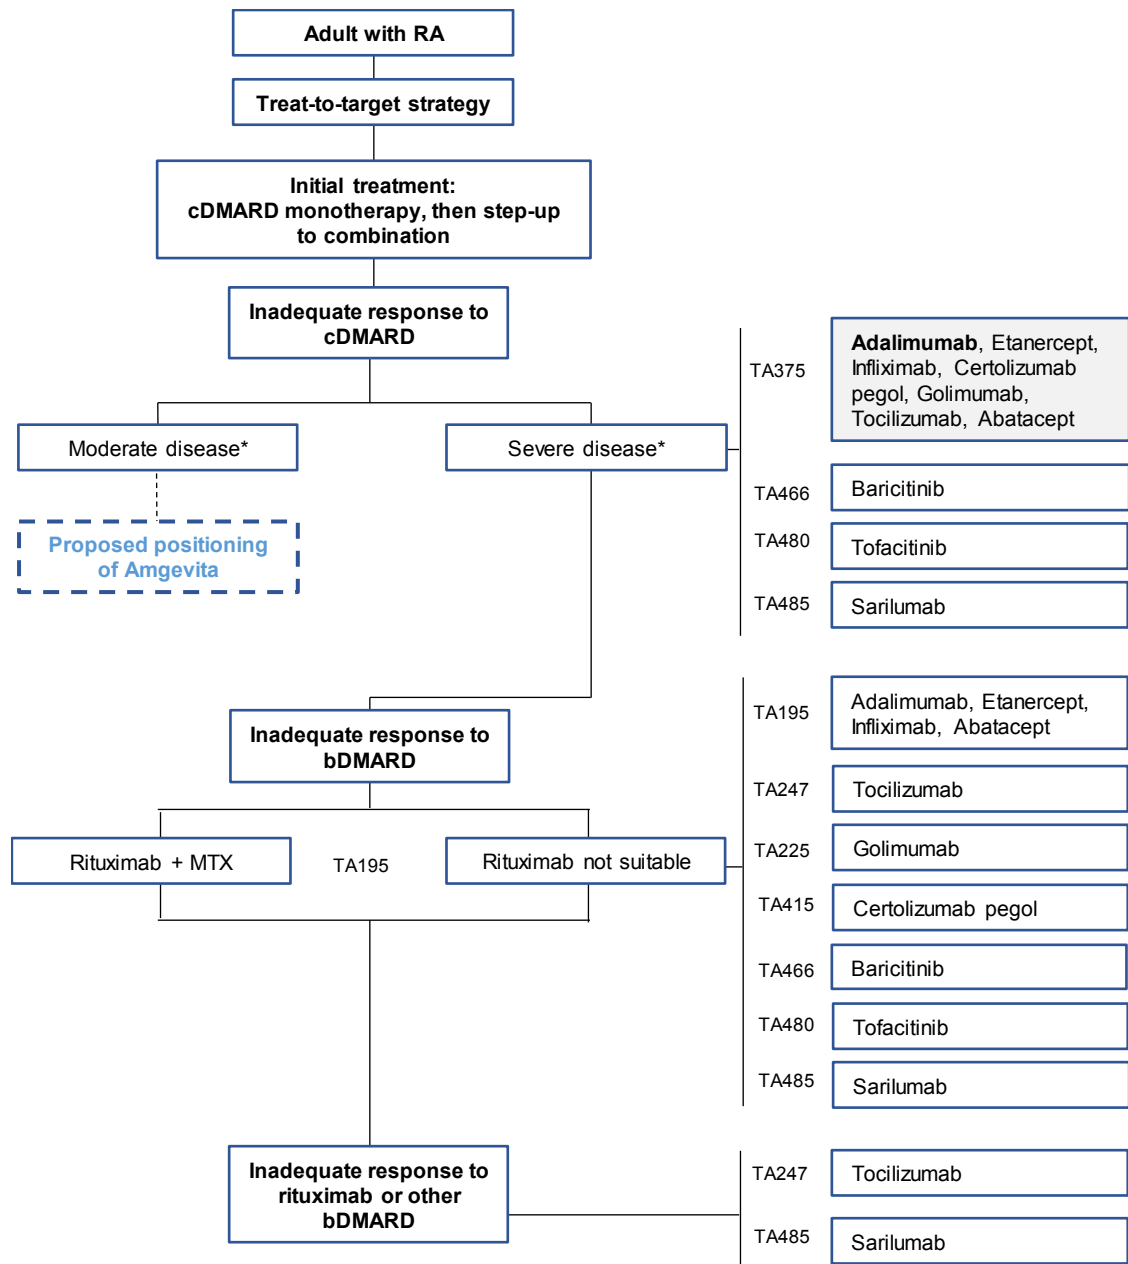 Adult with RA
Treat-to-target strategy
Initial treatment:
cDMARD monotherapy, then step-up
to combination
Inadequate response to
cDMARD
Moderate disease*
Severe disease*
Proposed positioning
of Amgevita
TA375
Adalimumab, Etanercept,
Infliximab, Certolizumab
pegol, Golimumab,
Tocilizumab, Abatacept
TA466
Baricitinib
TA480
Tofacitinib
TA485
Sarilumab
Inadequate response to
bDMARD
Rituximab + MTX
TA195
Rituximab not suitable
TA195
Adalimumab, Etanercept,
Infliximab, Abatacept
TA247
Tocilizumab
TA225
Golimumab
TA415
Certolizumab pegol
TA466
Baricitinib
TA480
Tofacitinib
TA485
Sarilumab
Inadequate response to
rituximab or other
bDMARD
TA247
Tocilizumab
TA485
Sarilumab